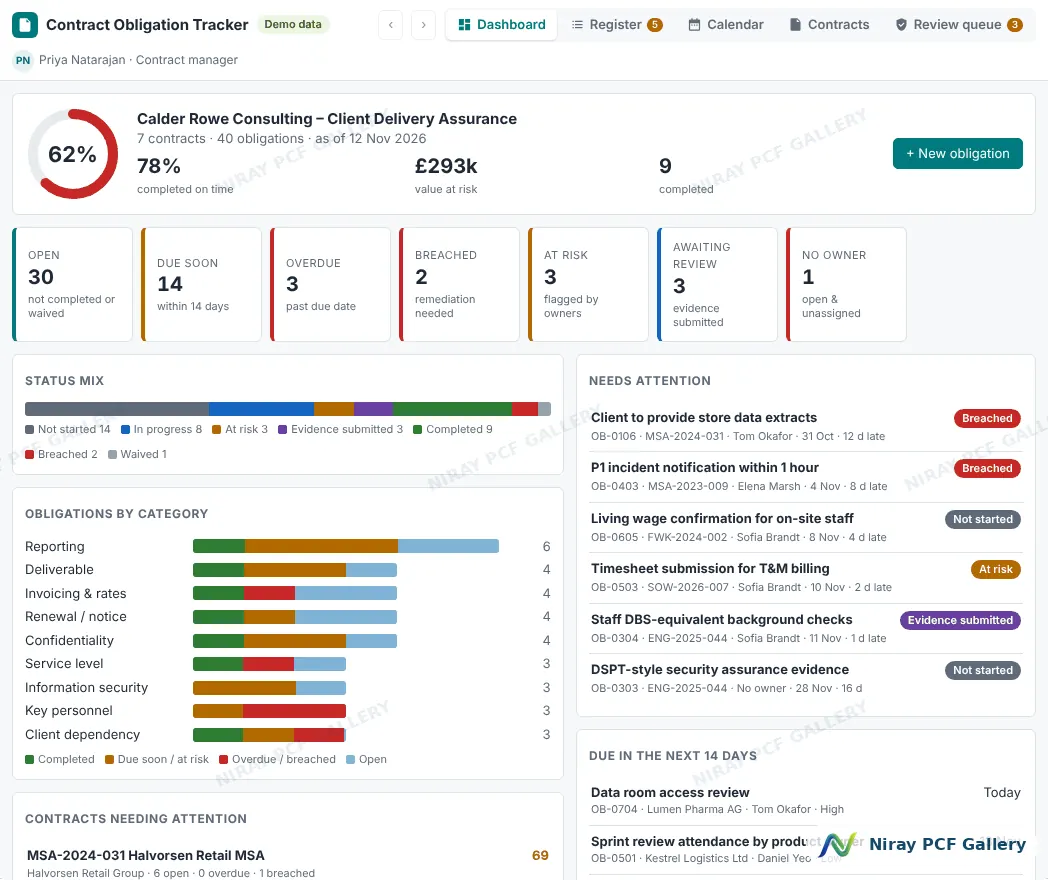 Contract Obligation Tracker
Demo data
‹
›
Dashboard
Register 5
Calendar
Contracts
Review queue 3
PN Priya Natarajan · Contract manager
62%
Calder Rowe Consulting – Client Delivery Assurance
7 contracts · 40 obligations · as of 12 Nov 2026
78%
completed on time
£293k
value at risk
9
completed
+ New obligation
OPEN
30
not completed or
waived
DUE SOON
14
within 14 days
OVERDUE
3
past due date
BREACHED
2
remediation
needed
AT RISK
3
flagged by
owners
AWAITING
REVIEW
3
evidence
submitted
NO OWNER
1
open &
unassigned
STATUS MIX
Not started 14 In progress 8 At risk 3 Evidence submitted 3 Completed 9
Breached 2 Waived 1
OBLIGATIONS BY CATEGORY
Reporting 6
Deliverable 4
Invoicing & rates 4
Renewal / notice 4
Confidentiality 4
Service level 3
Information security 3
Key personnel 3
Client dependency 3
Completed Due soon / at risk Overdue / breached Open
CONTRACTS NEEDING ATTENTION
MSA-2024-031 Halvorsen Retail MSA 69
Halvorsen Retail Group · 6 open · 0 overdue · 1 breached
NEEDS ATTENTION
Client to provide store data extracts Breached
OB-0106 · MSA-2024-031 · Tom Okafor · 31 Oct · 12 d late
P1 incident notification within 1 hour Breached
OB-0403 · MSA-2023-009 · Elena Marsh · 4 Nov · 8 d late
Living wage confirmation for on-site staff Not started
OB-0605 · FWK-2024-002 · Sofia Brandt · 8 Nov · 4 d late
Timesheet submission for T&M billing At risk
OB-0503 · SOW-2026-007 · Sofia Brandt · 10 Nov · 2 d late
Staff DBS-equivalent background checks Evidence submitted
OB-0304 · ENG-2025-044 · Sofia Brandt · 11 Nov · 1 d late
DSPT-style security assurance evidence Not started
OB-0303 · ENG-2025-044 · No owner · 28 Nov · 16 d
DUE IN THE NEXT 14 DAYS
Data room access review Today
OB-0704 · Lumen Pharma AG · Tom Okafor · High
Sprint review attendance by product
OB-0501 · Kestrel Logistics Ltd · Daniel
Niray PCF Gallery
NIRAY PCF GALLERY
NIRAY PCF GALLERY
NIRAY PCF GALLERY
NIRAY PCF GALLERY
NIRAY PCF GALLERY